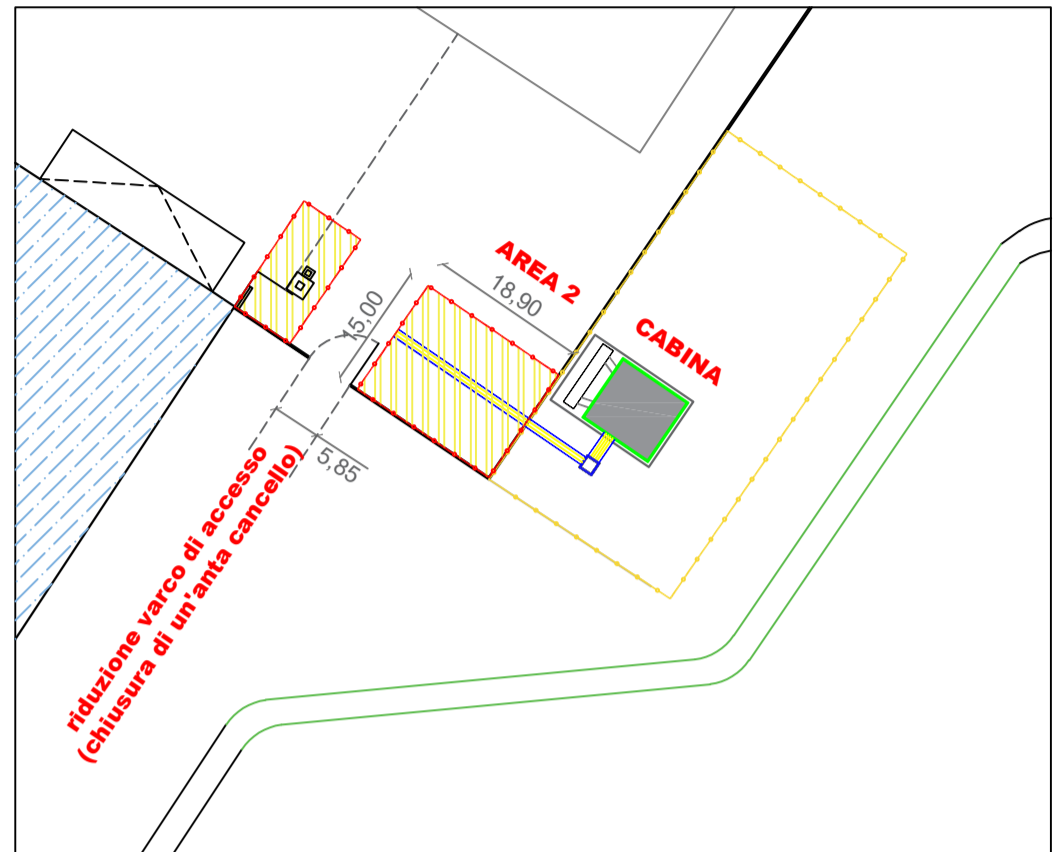 AREA 2
18,90
CABINA
15,00
5,85
riduzione varco di accesso
(chiusura di un'anta cancello)